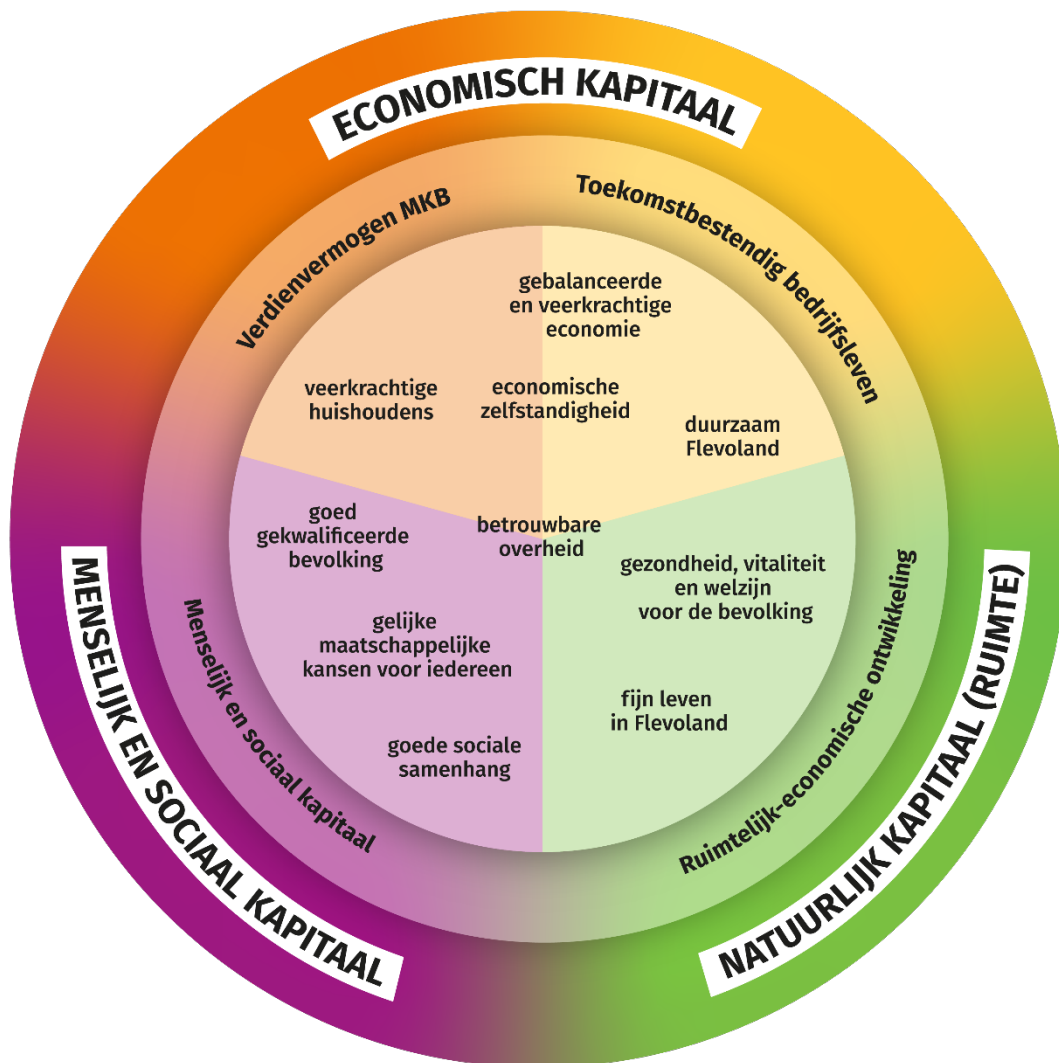 ECONOMISCH KAPITAAL
Verdienvermogen MKB
Toekomstbestendig bedrijfsleven
gebalanceerde
en veerkrachtige
economie
veerkrachtige
huishoudens
economische
zelfstandigheid
duurzaam
Flevoland
goed
gekwalificeerde
bevolking
betrouwbare
overheid
gezondheid, vitaliteit
en welzijn
voor de bevolking
gelijke
maatschappelijke
kansen voor iedereen
fijn leven
in Flevoland
goede sociale
samenhang
Menselijk en sociaal kapitaal
Ruimtelijk-economische ontwikkeling
MENSELIJK EN SOCIAAL KAPITAAL
NATUURLIJK KAPITAAL (RUIMTE)